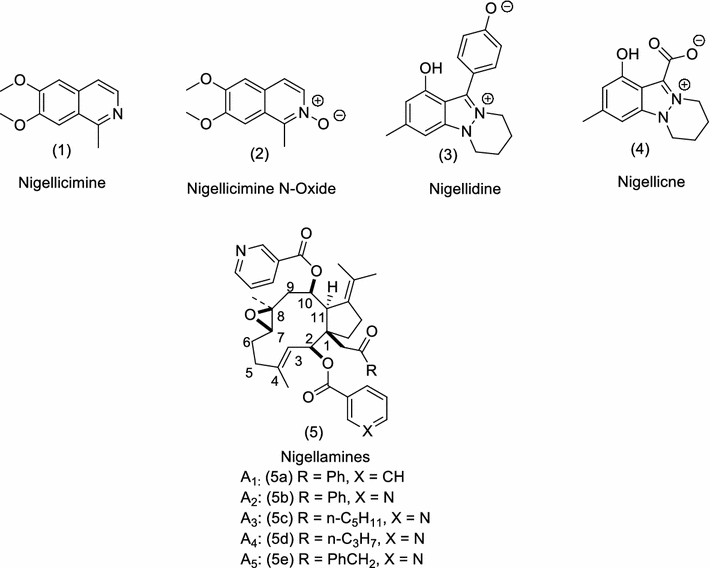 O⊖
O O⊖
OH OH
O O ⊕
O N O N⊕ O⊖ N N⊕ N N⊕
(1) (2) (3) (4)
Nigellicimine Nigellicimine N-Oxide Nigellidine Nigellicne
N O
O
9 H
10
O 8 11
7
6 2 1 O
3
5 4 O R
O
(5) X
Nigellamines
A1: (5a) R = Ph, X = CH
A2: (5b) R = Ph, X = N
A3: (5c) R = n-C5H11, X = N
A4: (5d) R = n-C3H7, X = N
A5: (5e) R = PhCH2, X = N